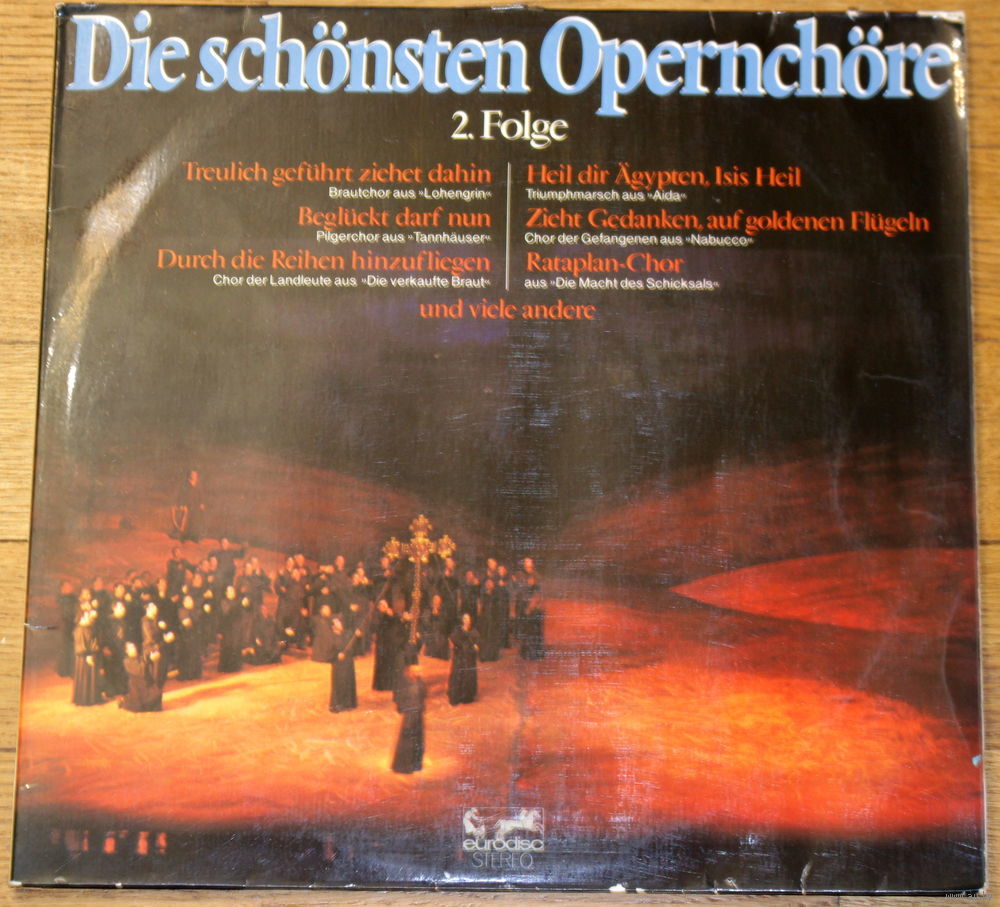 Die schönsten Opernchöre
2. Folge
Treulich geführt ziehet dahin
Brautchor aus »Lohengrin«
Beglückt darf nun
Pilgerchor aus »Tannhäuser«
Durch die Reihen hinzufliegen
Chor der Landleute aus »Die verkaufte Braut«
Heil dir Ägypten, Isis Heil
Triumphmarsch aus »Aida«
Zieht Gedanken, auf goldenen Flügeln
Chor der Gefangenen aus »Nabucco«
Rataplan-Chor
aus »Die Macht des Schicksals«
und viele andere
eurodisc
STEREO